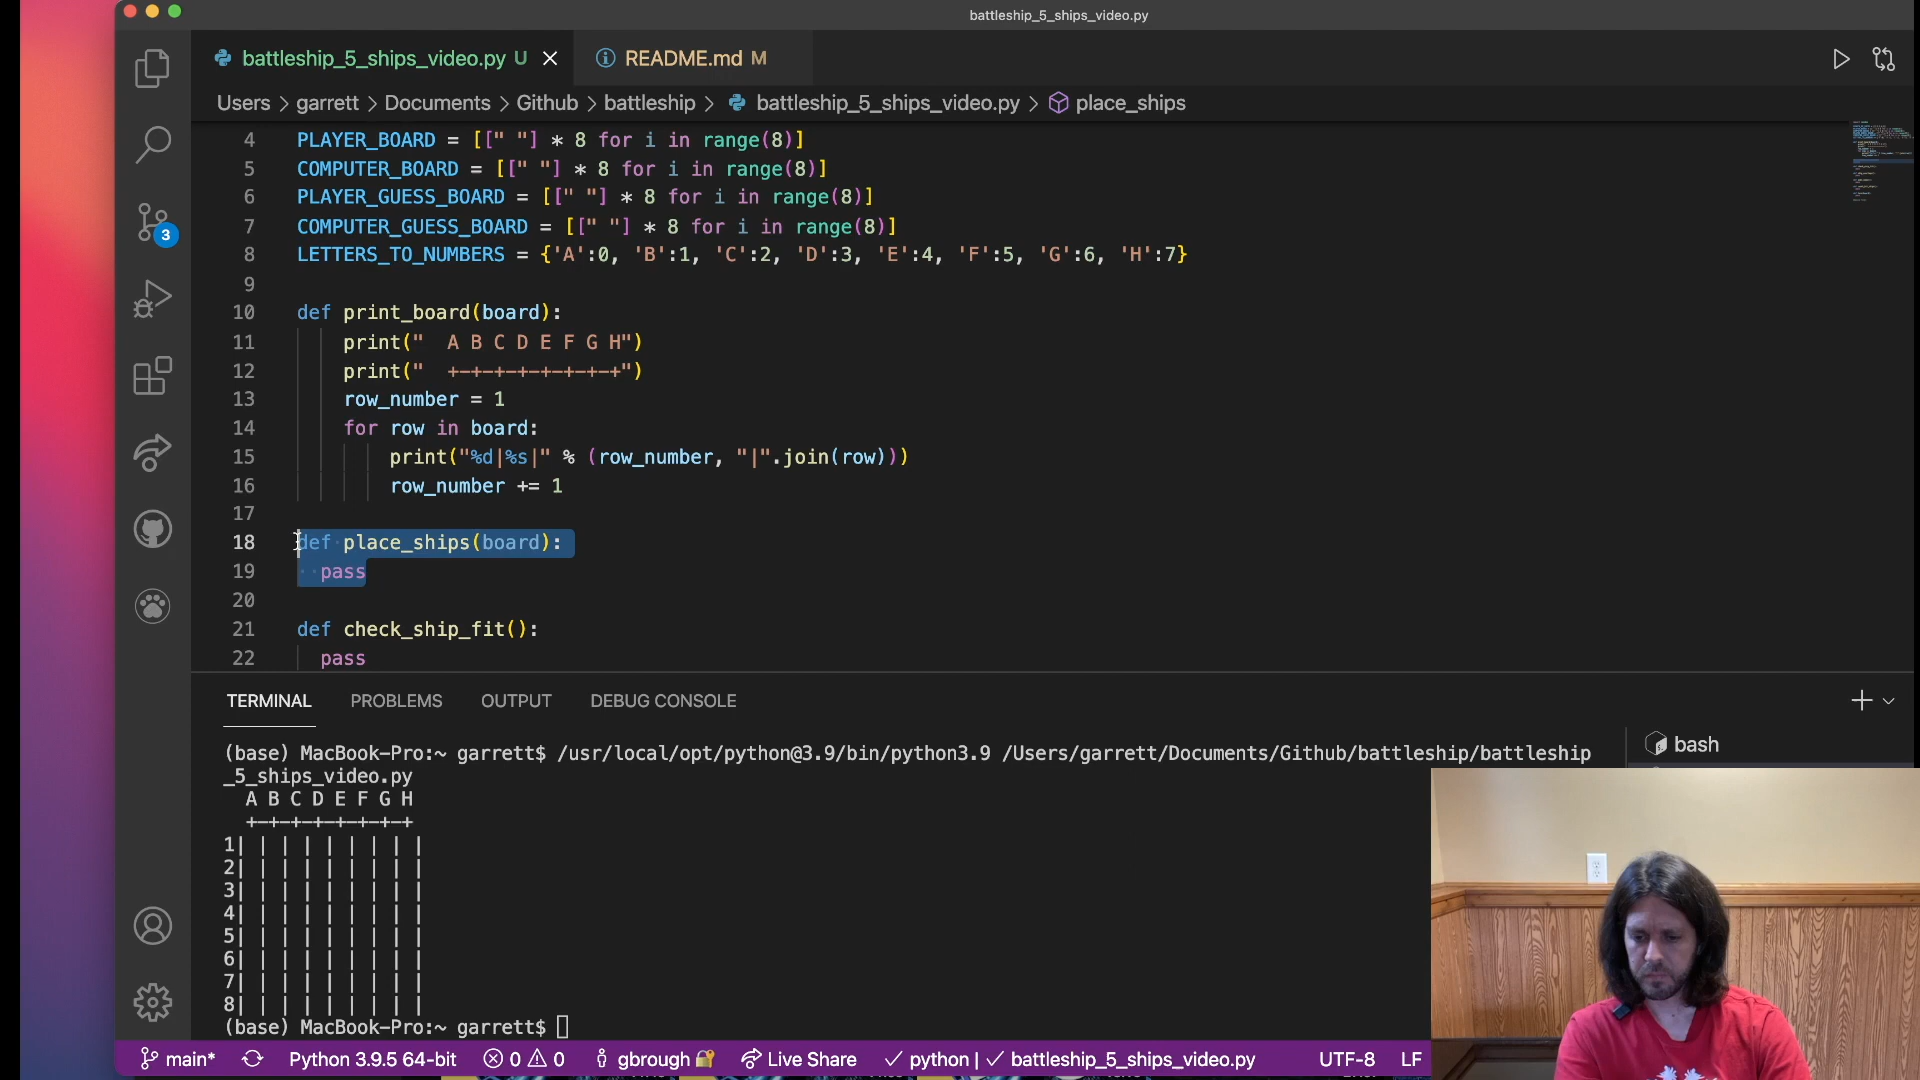 battleship_5_ships_video.py
battleship_5_ships_video.py U
README.md M
Users > garrett > Documents > Github > battleship > battleship_5_ships_video.py > place_ships
3
4 PLAYER_BOARD = [[" "] * 8 for i in range(8)]
5 COMPUTER_BOARD = [[" "] * 8 for i in range(8)]
6 PLAYER_GUESS_BOARD = [[" "] * 8 for i in range(8)]
7 COMPUTER_GUESS_BOARD = [[" "] * 8 for i in range(8)]
8 LETTERS_TO_NUMBERS = {'A':0, 'B':1, 'C':2, 'D':3, 'E':4, 'F':5, 'G':6, 'H':7}
9
10 def print_board(board):
11 print("  A B C D E F G H")
12 print("  +-+-+-+-+-+-+-+")
13 row_number = 1
14 for row in board:
15 print("%d|%s|" % (row_number, "|".join(row)))
16 row_number += 1
17
18 def place_ships(board):
19 pass
20
21 def check_ship_fit():
22 pass
TERMINAL PROBLEMS OUTPUT DEBUG CONSOLE
(base) MacBook-Pro:~ garrett$ /usr/local/opt/python@3.9/bin/python3.9 /Users/garrett/Documents/Github/battleship/battleship
_5_ships_video.py
bash
A B C D E F G H
+-+-+-+-+-+-+-+
1| | | | | | | | |
2| | | | | | | | |
3| | | | | | | | |
4| | | | | | | | |
5| | | | | | | | |
6| | | | | | | | |
7| | | | | | | | |
8| | | | | | | | |
(base) MacBook-Pro:~ garrett$
main* Python 3.9.5 64-bit 0 0 gbrough Live Share python | battleship_5_ships_video.py UTF-8 LF